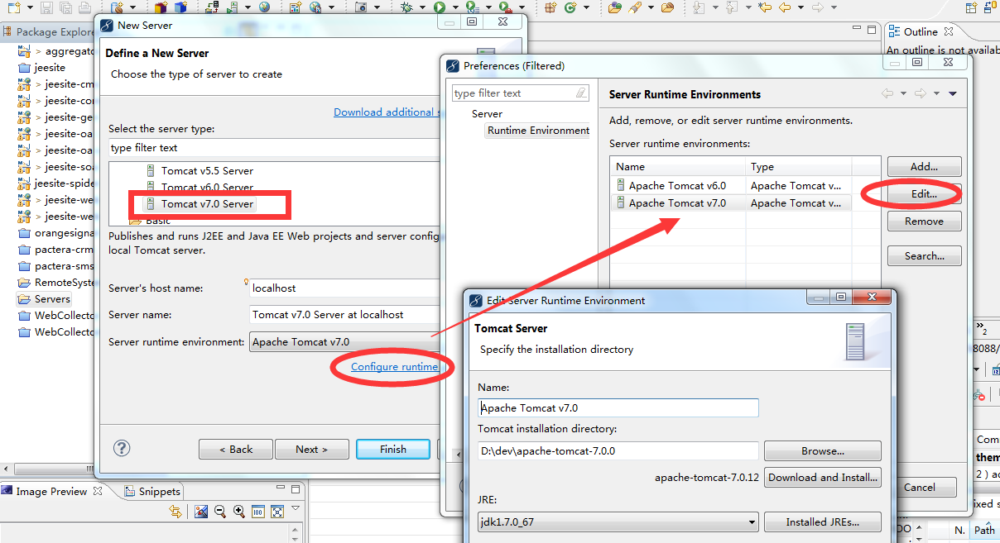 Package Explore
> aggregato
jeesite
> jeesite-cm
> jeesite-cor
> jeesite-ge
> jeesite-oa
> jeesite-oa
> jeesite-soa
jeesite-spide
> jeesite-we
> jeesite-we
orangesigna
pactera-crm
pactera-sms
RemoteSyste
Servers
WebCollecto
WebCollecto
New Server
Define a New Server
Choose the type of server to create
Download additional s
Select the server type:
type filter text
Tomcat v5.5 Server
Tomcat v6.0 Server
Tomcat v7.0 Server
Basic
Publishes and runs J2EE and Java EE Web projects and server config
local Tomcat server.
Server's host name:
localhost
Server name:
Tomcat v7.0 Server at localhost
Server runtime environment:
Apache Tomcat v7.0
Configure runtime
< Back
Next >
Finish
Preferences (Filtered)
type filter text
Server
Runtime Environment
Server Runtime Environments
Add, remove, or edit server runtime environments.
Server runtime environments:
Name
Type
Apache Tomcat v6.0
Apache Tomcat v...
Apache Tomcat v7.0
Apache Tomcat v...
Add...
Edit...
Remove
Search...
Cancel
Edit Server Runtime Environment
Tomcat Server
Specify the installation directory
Name:
Apache Tomcat v7.0
Tomcat installation directory:
D:\dev\apache-tomcat-7.0.0
Browse...
apache-tomcat-7.0.12
Download and Install...
JRE:
jdk1.7.0_67
Installed JREs...
Outline
An outline is not availab
2
8088/
Com
them
2 ) ac
ixed s
DO
N.
Path
Image Preview
Snippets
100